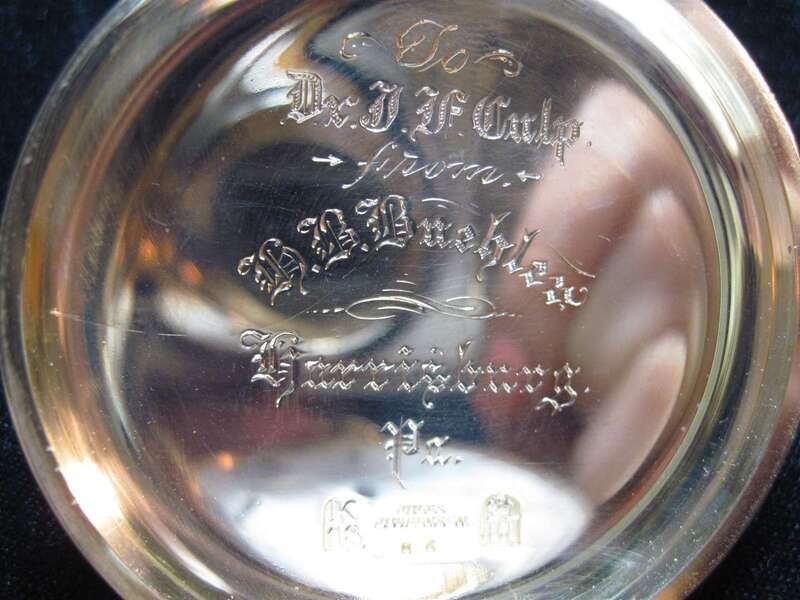 To
Dr. J. F. Culp.
from.
H. B. Buehler
Harrisburg.
Pa.